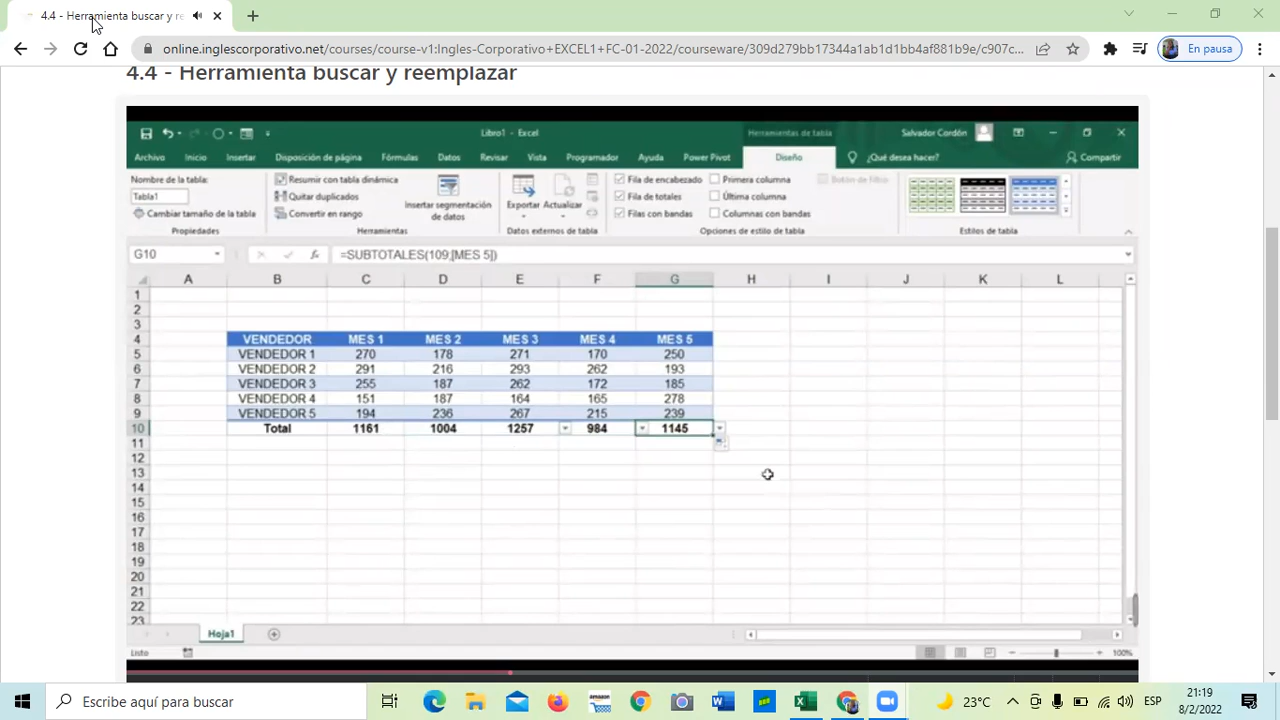 4.4 - Herramienta buscar y re
online.inglescorporativo.net/courses/course-v1:Ingles-Corporativo+EXCEL1+FC-01-2022/courseware/309d279bb17344a1ab1d1bb4af881b9e/c907c...
En pausa
4.4 - Herramienta buscar y reemplazar
Libro1 - Excel
Herramientas de tabla
Salvador Cordón
Archivo Inicio Insertar Disposición de página Fórmulas Datos Revisar Vista Programador Ayuda Power Pivot Diseño ¿Qué desea hacer? Compartir
Nombre de la tabla:
Tabla1
Cambiar tamaño de la tabla
Propiedades
Resumir con tabla dinámica
Quitar duplicados
Convertir en rango
Herramientas
Insertar segmentación
de datos
Exportar Actualizar
Datos externos de tabla
Fila de encabezado
Fila de totales
Filas con bandas
Primera columna
Última columna
Columnas con bandas
Botón de filtro
Opciones de estilo de tabla
Estilos de tabla
G10
fx
=SUBTOTALES(109;[MES 5])
A B C D E F G H I J K L
1
2
3
4 VENDEDOR MES 1 MES 2 MES 3 MES 4 MES 5
5 VENDEDOR 1 270 178 271 170 250
6 VENDEDOR 2 291 216 293 262 193
7 VENDEDOR 3 255 187 262 172 185
8 VENDEDOR 4 151 187 164 165 278
9 VENDEDOR 5 194 236 267 215 239
10 Total 1161 1004 1257 984 1145
11
12
13
14
15
16
17
18
19
20
21
22
23
Hoja1
Listo
100%
Escribe aquí para buscar
23°C
ESP
21:19
8/2/2022